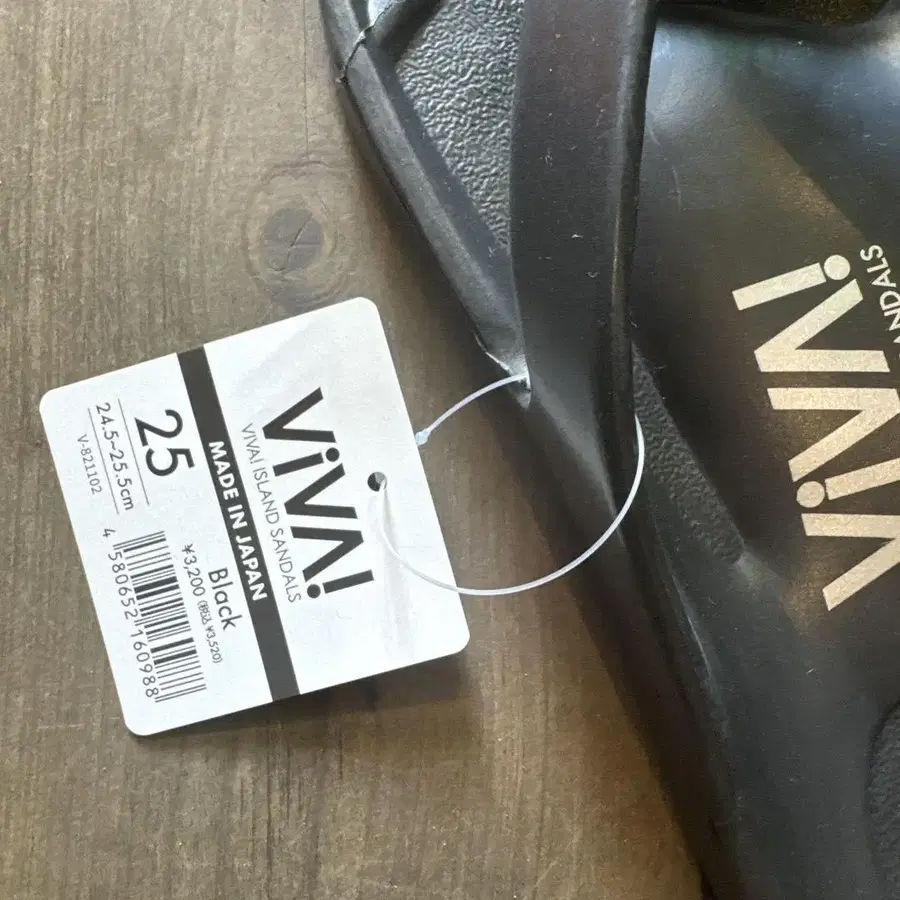 ViVA!
VIVA! ISLAND SANDALS
MADE IN JAPAN
25
24.5~25.5cm
V-821102
Black
¥3,200 (税込¥3,520)
4 580652 160988
ViVA!
ANDALS